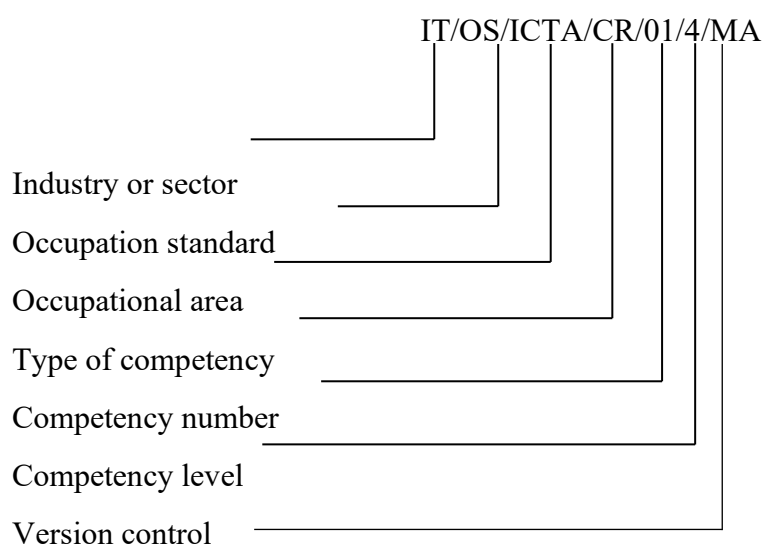 IT/OS/ICTA/CR/01/4/MA
Industry or sector
Occupation standard
Occupational area
Type of competency
Competency number
Competency level
Version control